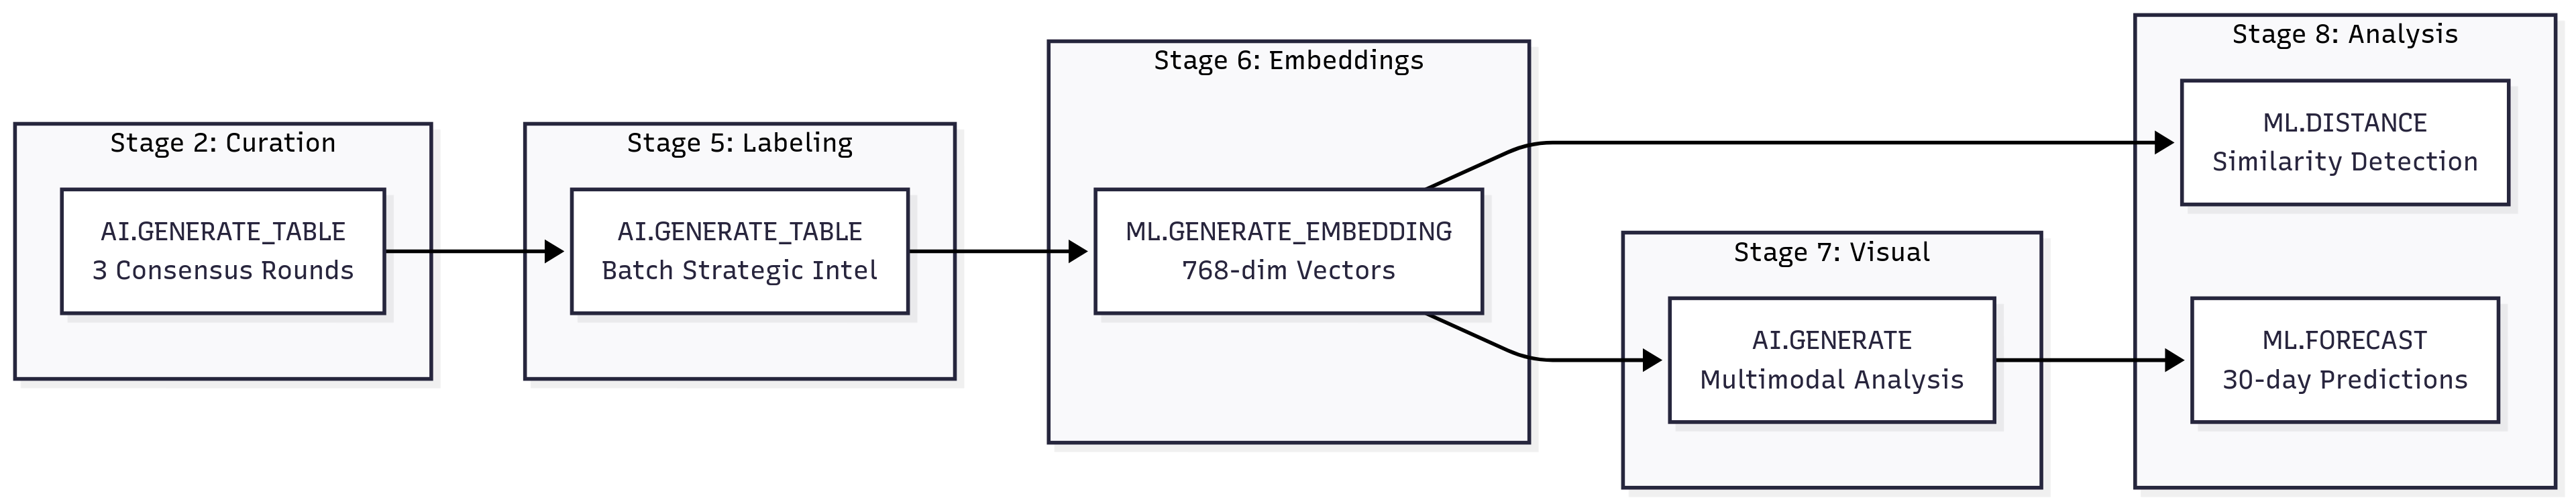 Stage 2: Curation
AI.GENERATE_TABLE
3 Consensus Rounds
Stage 5: Labeling
AI.GENERATE_TABLE
Batch Strategic Intel
Stage 6: Embeddings
ML.GENERATE_EMBEDDING
768-dim Vectors
Stage 7: Visual
AI.GENERATE
Multimodal Analysis
Stage 8: Analysis
ML.DISTANCE
Similarity Detection
ML.FORECAST
30-day Predictions